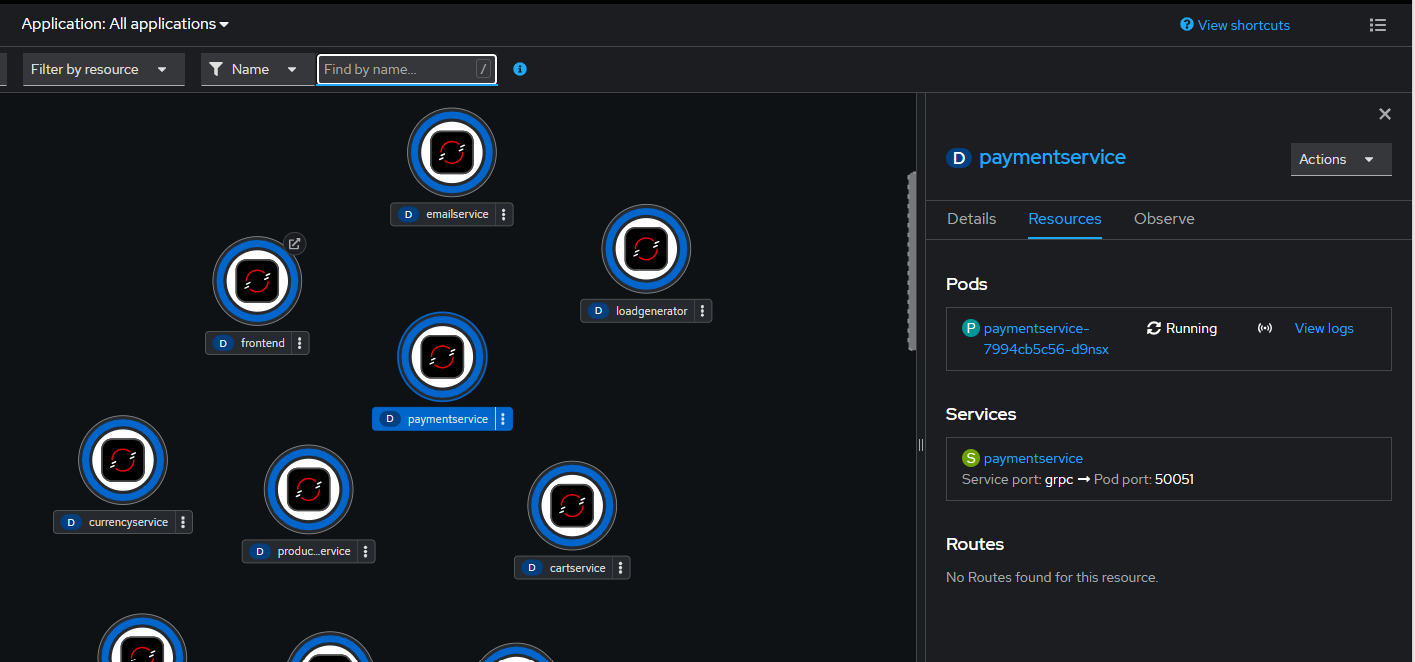 Application: All applications
View shortcuts
Filter by resource
Name
Find by name...
/
D emailservice
D loadgenerator
D frontend
D paymentservice
D currencyservice
D produc...ervice
D cartservice
D paymentservice
Actions
Details Resources Observe
Pods
P paymentservice-
7994cb5c56-d9nsx
Running
View logs
Services
S paymentservice
Service port: grpc → Pod port: 50051
Routes
No Routes found for this resource.